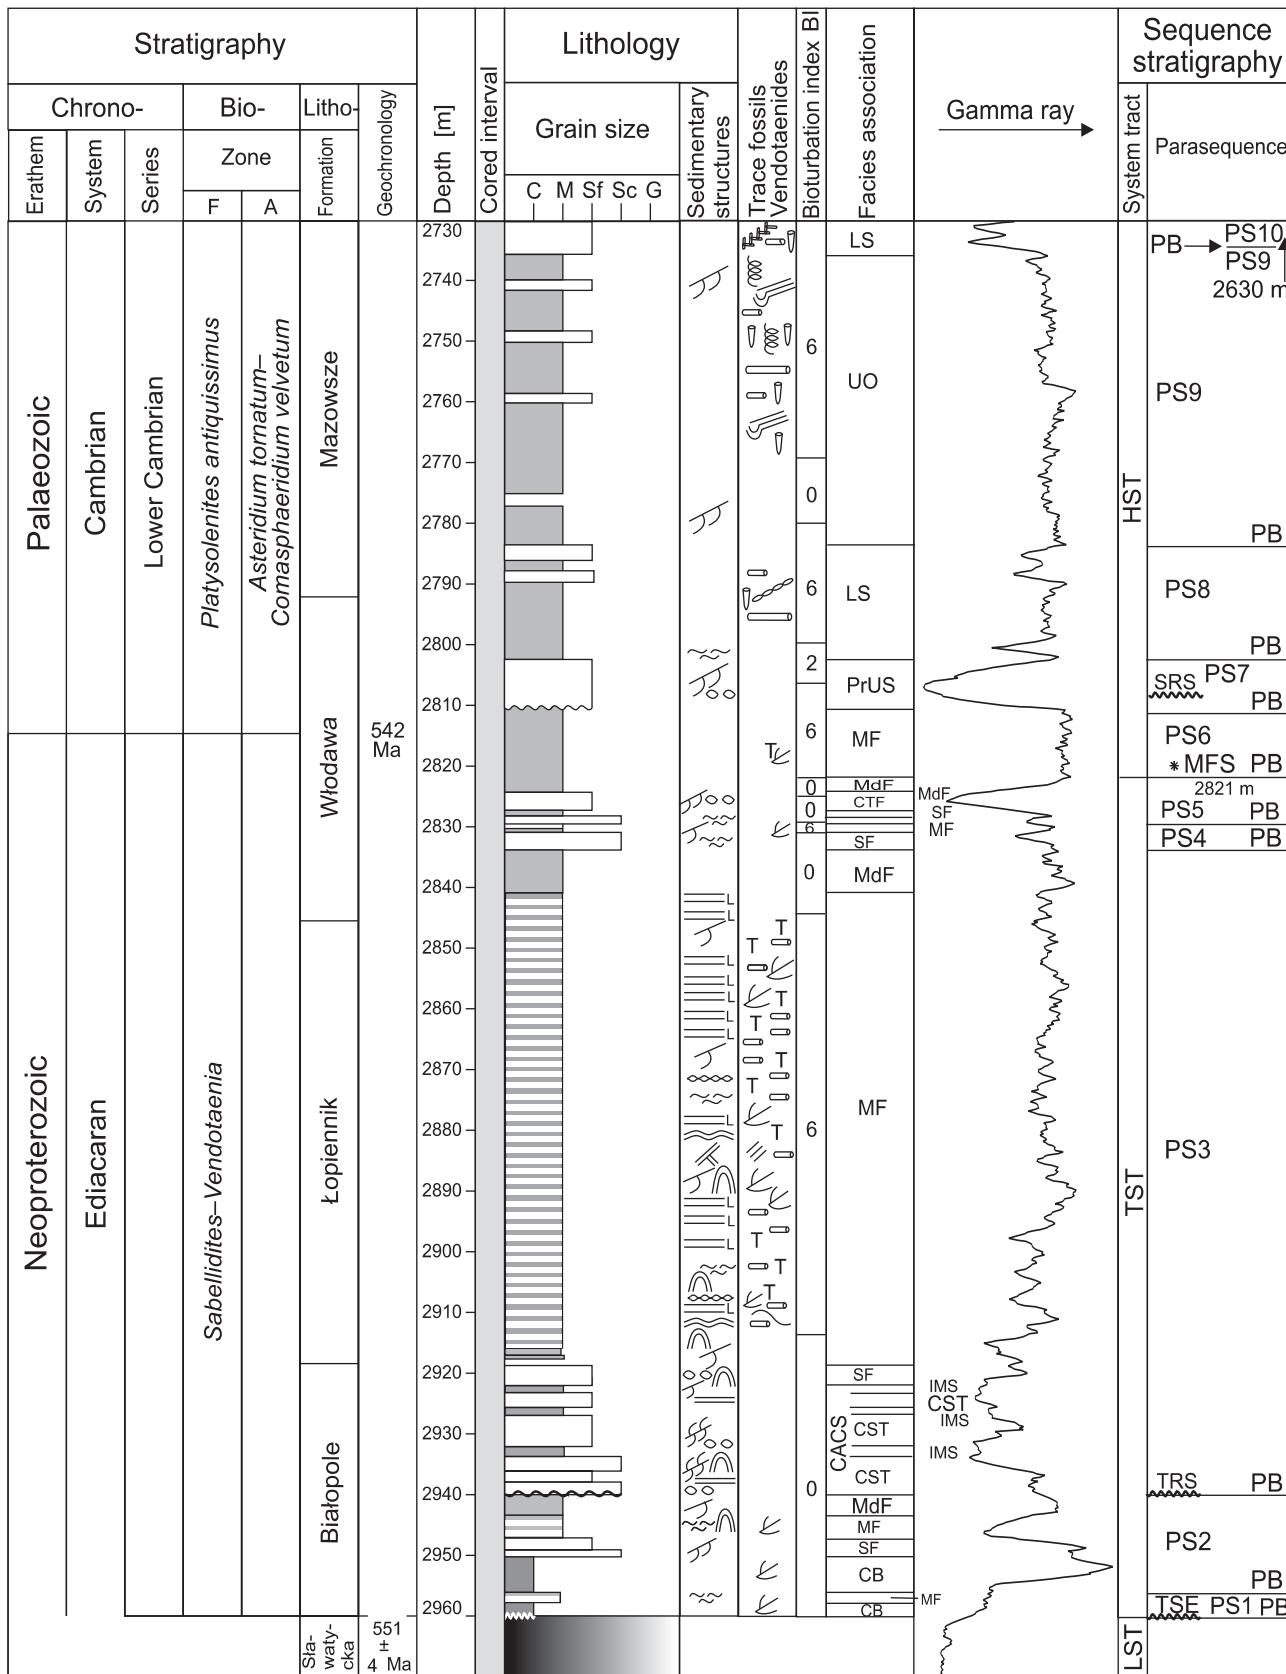 Stratigraphy
Lithology
Sequence
stratigraphy
Chrono-
Bio-
Litho-
Geochronology
Depth [m]
Cored interval
Grain size
Sedimentary
structures
Trace fossils
Vendotaenides
Bioturbation index BI
Facies association
Gamma ray
System tract
Parasequence
Erathem
System
Series
Zone
F
A
Formation
C M Sf Sc G
Palaeozoic
Neoproterozoic
Cambrian
Ediacaran
Lower Cambrian
Platysolenites antiquissimus
Sabellidites–Vendotaenia
Asteridium tornatum–
Comasphaeridium velvetum
Mazowsze
Włodawa
Łopiennik
Białopole
Sła-
waty-
cka
542
Ma
551
±
4 Ma
2730
2740
2750
2760
2770
2780
2790
2800
2810
2820
2830
2840
2850
2860
2870
2880
2890
2900
2910
2920
2930
2940
2950
2960
L
L
L
L
L
L
L
L
L
L
L
L
T
T
T
T
T
T
T
T
T
T
T
T
6
0
6
2
6
0
0
6
0
6
0
LS
UO
LS
PrUS
MF
MdF
MdF
CTF
SF
MF
SF
MdF
MF
SF
IMS
CST
IMS
CST
IMS
CACS
CST
MdF
MF
SF
CB
MF
CB
HST
TST
LST
PB
PS10
PS9
2630 m
PS9
PB
PS8
PB
PS7
SRS
PB
PS6
* MFS PB
2821 m
PS5 PB
PS4 PB
PS3
TRS PB
PS2
PB
TSE PS1 PB